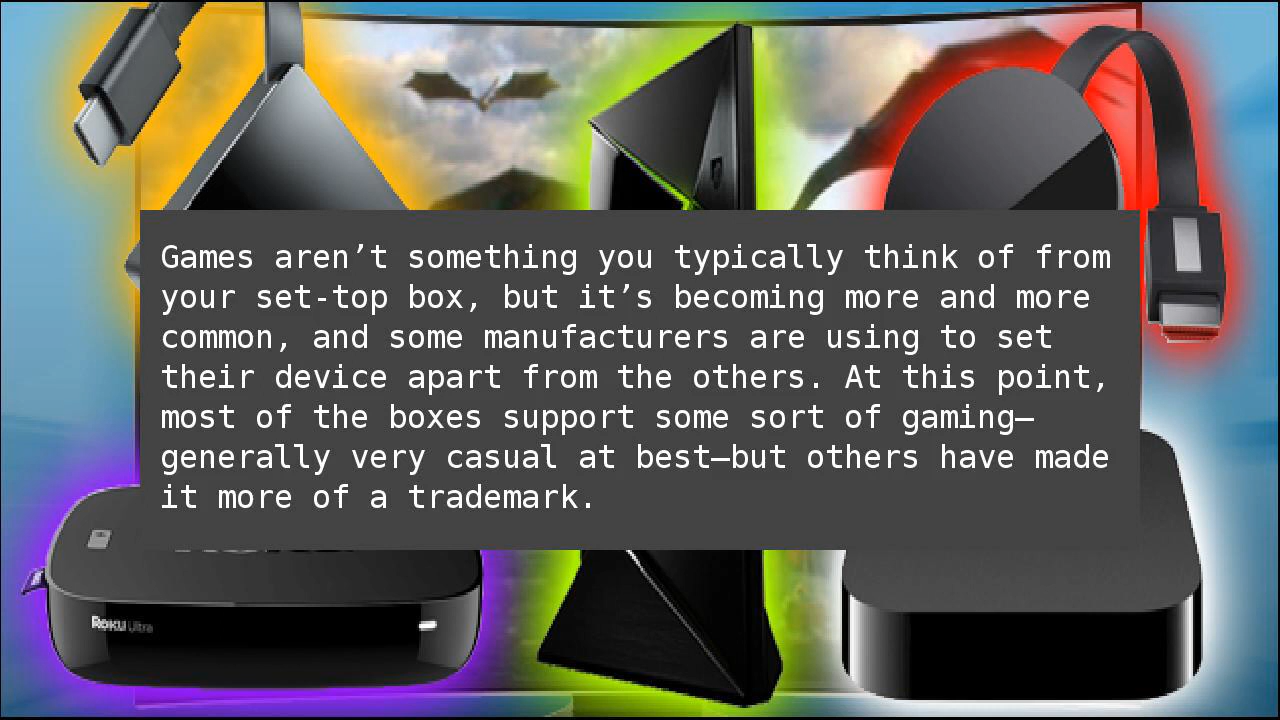 Games aren’t something you typically think of from
your set-top box, but it’s becoming more and more
common, and some manufacturers are using to set
their device apart from the others. At this point,
most of the boxes support some sort of gaming—
generally very casual at best—but others have made
it more of a trademark.
Roku Ultra